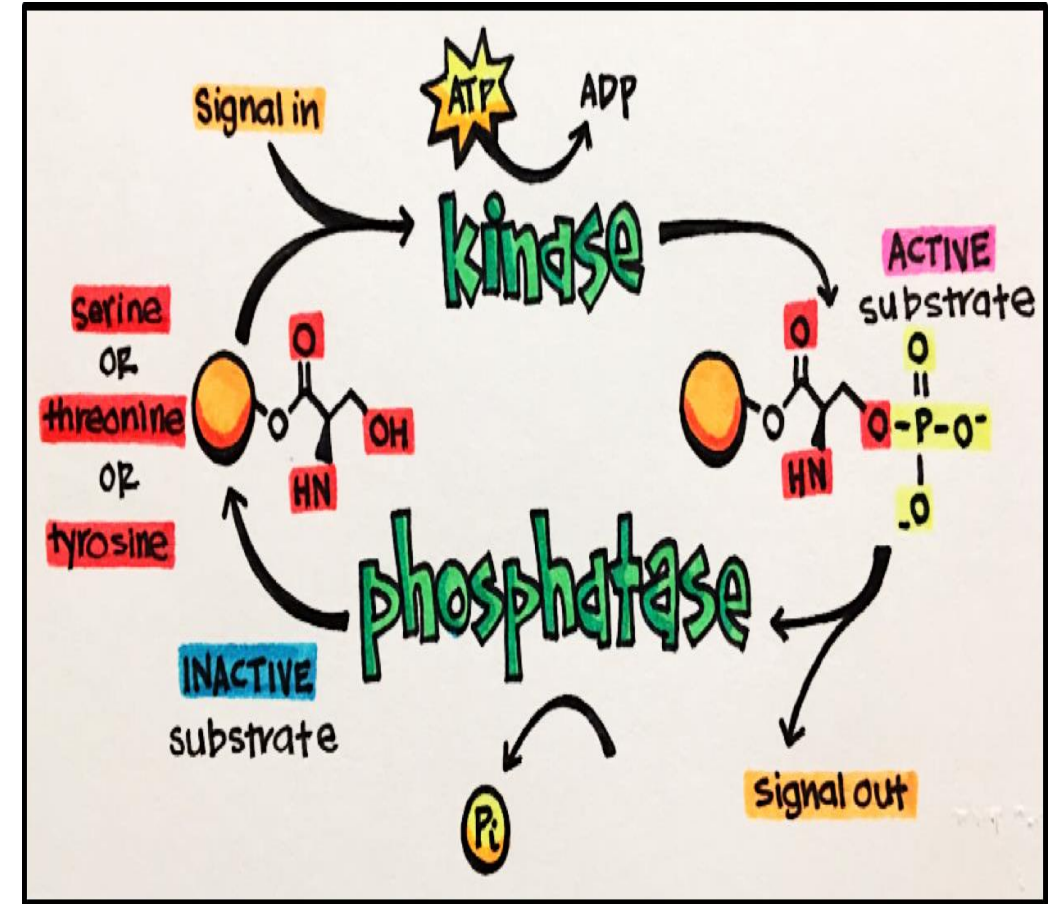 Signal in
ATP
ADP
kinase
ACTIVE
substrate
serine
OR
threonine
OR
tyrosine
O
O
OH
HN
O
O
HN
O
O
-P-O⁻
-O
phosphatase
INACTIVE
substrate
Pi
signal out